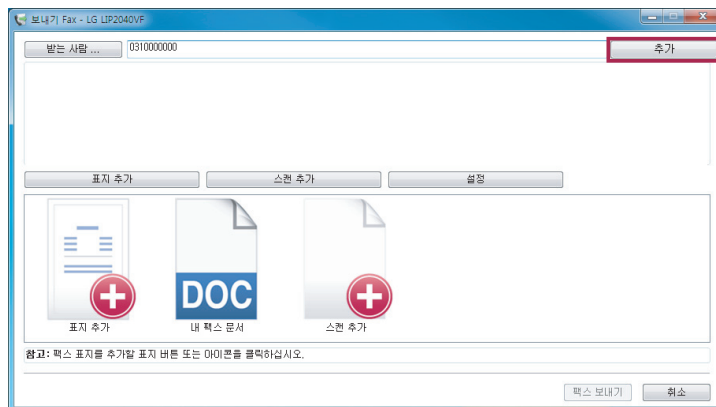 보내기 Fax - LG LIP2040VF
받는 사람 ... 0310000000 추가
표지 추가 스캔 추가 설정
DOC
표지 추가 내 팩스 문서 스캔 추가
참고: 팩스 표지를 추가할 표지 버튼 또는 아이콘을 클릭하십시오.
팩스 보내기 취소